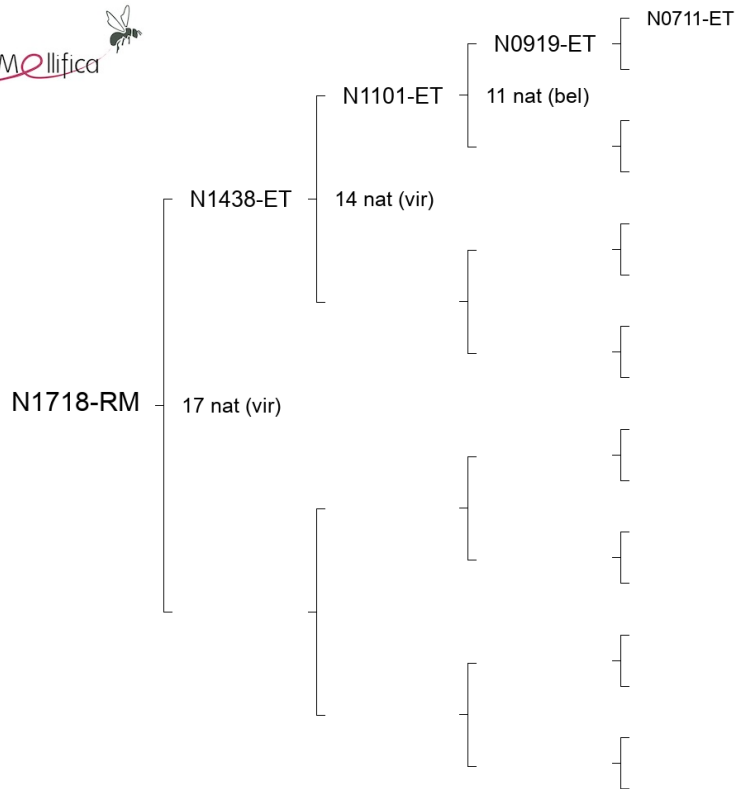 Mellifica
N0711-ET
N0919-ET
N1101-ET
11 nat (bel)
N1438-ET
14 nat (vir)
N1718-RM
17 nat (vir)